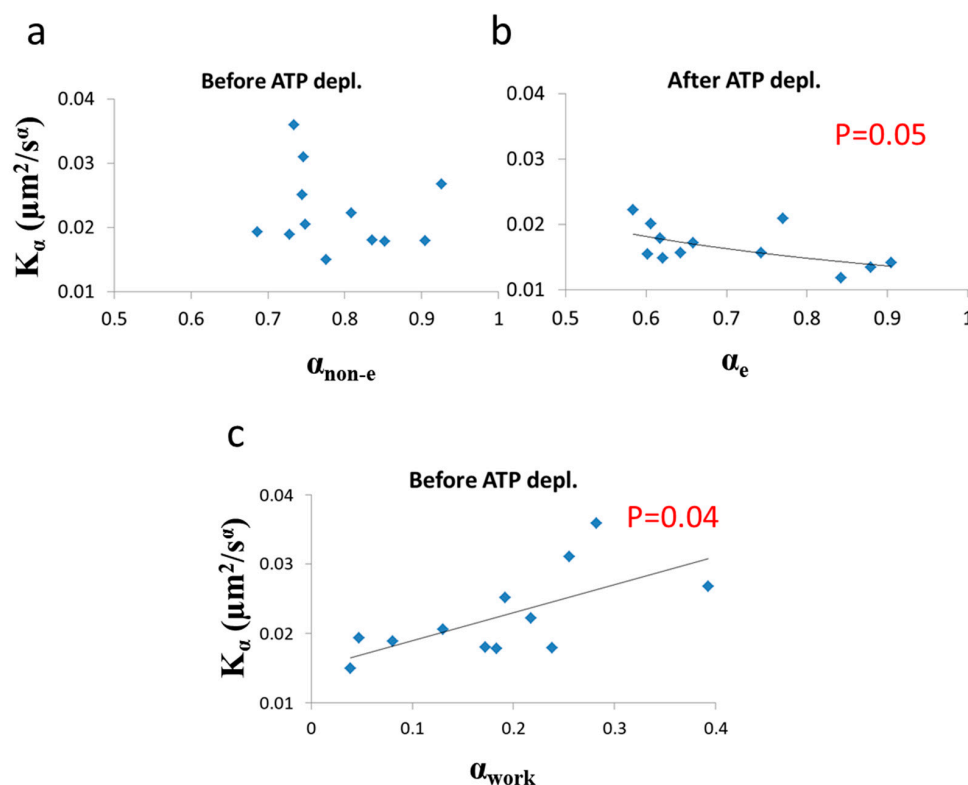 a
Before ATP depl.
0.04
0.03
0.02
0.01
0.5 0.6 0.7 0.8 0.9 1
Kα (μm²/sᵅ)
αnon-e
b
After ATP depl.
P=0.05
0.04
0.03
0.02
0.01
0.5 0.6 0.7 0.8 0.9 1
αe
c
Before ATP depl.
P=0.04
0.04
0.03
0.02
0.01
0 0.1 0.2 0.3 0.4
Kα (μm²/sᵅ)
αwork